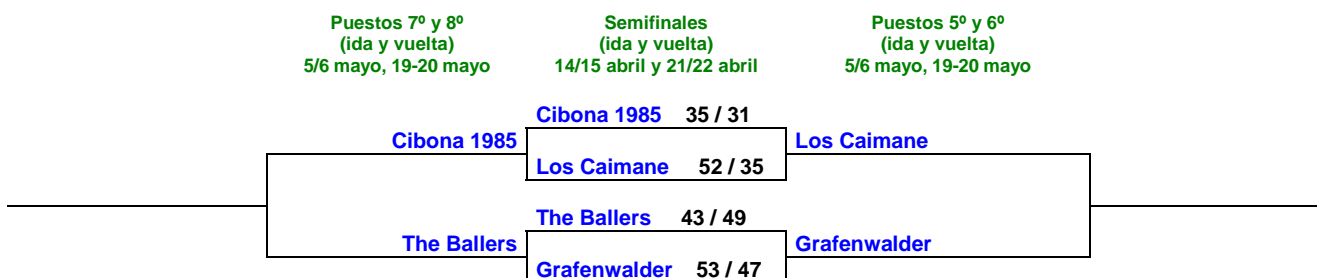 Puestos 7º y 8º
(ida y vuelta)
5/6 mayo, 19-20 mayo
Semifinales
(ida y vuelta)
14/15 abril y 21/22 abril
Puestos 5º y 6º
(ida y vuelta)
5/6 mayo, 19-20 mayo
Cibona 1985 35 / 31
Cibona 1985
Los Caimane
Los Caimane 52 / 35
The Ballers 43 / 49
The Ballers
Grafenwalder
Grafenwalder 53 / 47